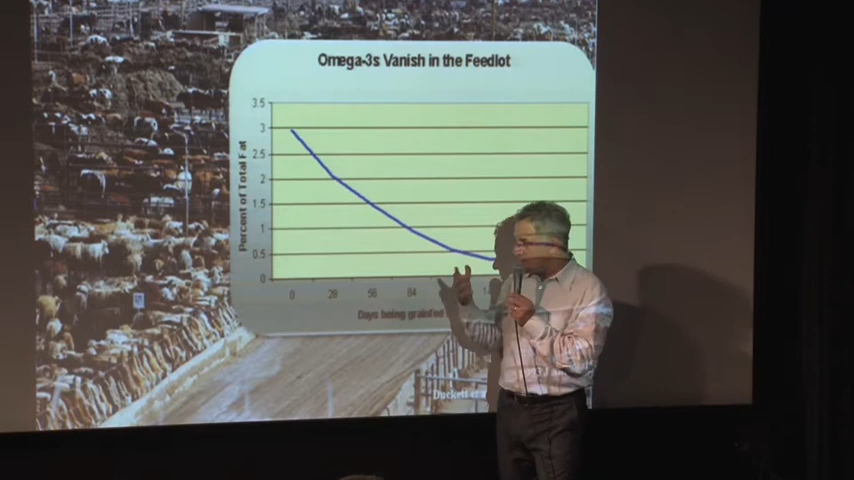 Omega-3s Vanish in the Feedlot
3.5
3
2.5
2
1.5
1
0.5
0
Percent of Total Fat
0 28 56 84
Days being grainfed
Duckett